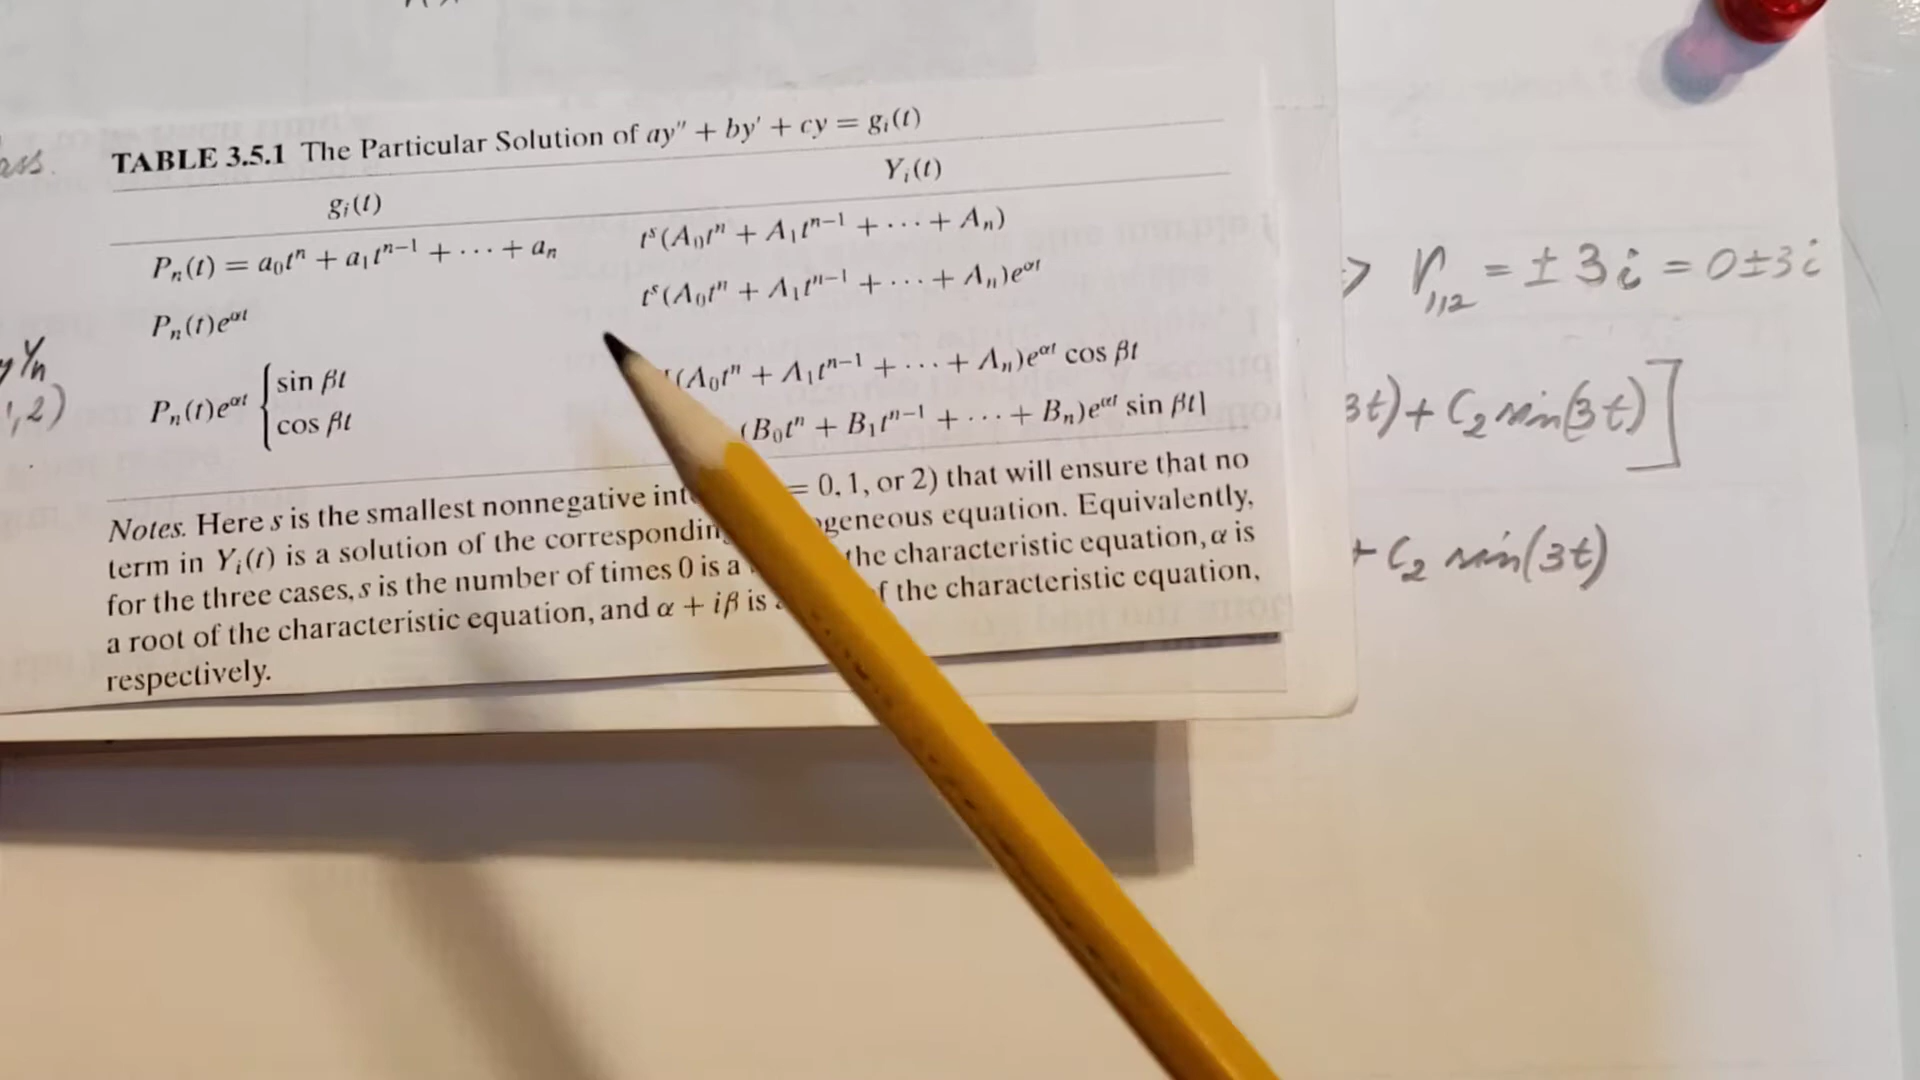 ass.
TABLE 3.5.1 The Particular Solution of ay″ + by′ + cy = gᵢ(t)
gᵢ(t) Yᵢ(t)
Pₙ(t) = a₀tⁿ + a₁tⁿ⁻¹ + ⋯ + aₙ tˢ(A₀tⁿ + A₁tⁿ⁻¹ + ⋯ + Aₙ)
Pₙ(t)e^{αt} tˢ(A₀tⁿ + A₁tⁿ⁻¹ + ⋯ + Aₙ)e^{αt}
Pₙ(t)e^{αt} { sin βt (A₀tⁿ + A₁tⁿ⁻¹ + ⋯ + Aₙ)e^{αt} cos βt
cos βt (B₀tⁿ + B₁tⁿ⁻¹ + ⋯ + Bₙ)e^{αt} sin βt]
Notes. Here s is the smallest nonnegative = 0, 1, or 2) that will ensure that no
term in Yᵢ(t) is a solution of the equation. Equivalently,
for the three cases, s is the number of times 0 is a the characteristic equation, α is
a root of the characteristic equation, and α + iβ is the characteristic equation,
respectively.
, 2)
r₁,₂ = ± 3i = 0 ± 3i
3t) + C₂ sin(3t)]
+ C₂ sin(3t)